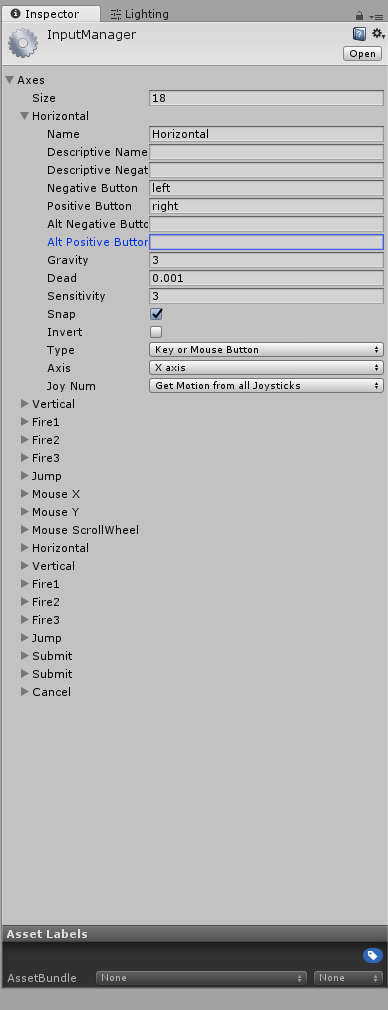 Inspector
Lighting
InputManager
Open
Axes
Size 18
Horizontal
Name Horizontal
Descriptive Name
Descriptive Negat
Negative Button left
Positive Button right
Alt Negative Butto
Alt Positive Button
Gravity 3
Dead 0.001
Sensitivity 3
Snap
Invert
Type Key or Mouse Button
Axis X axis
Joy Num Get Motion from all Joysticks
Vertical
Fire1
Fire2
Fire3
Jump
Mouse X
Mouse Y
Mouse ScrollWheel
Horizontal
Vertical
Fire1
Fire2
Fire3
Jump
Submit
Submit
Cancel
Asset Labels
AssetBundle None None